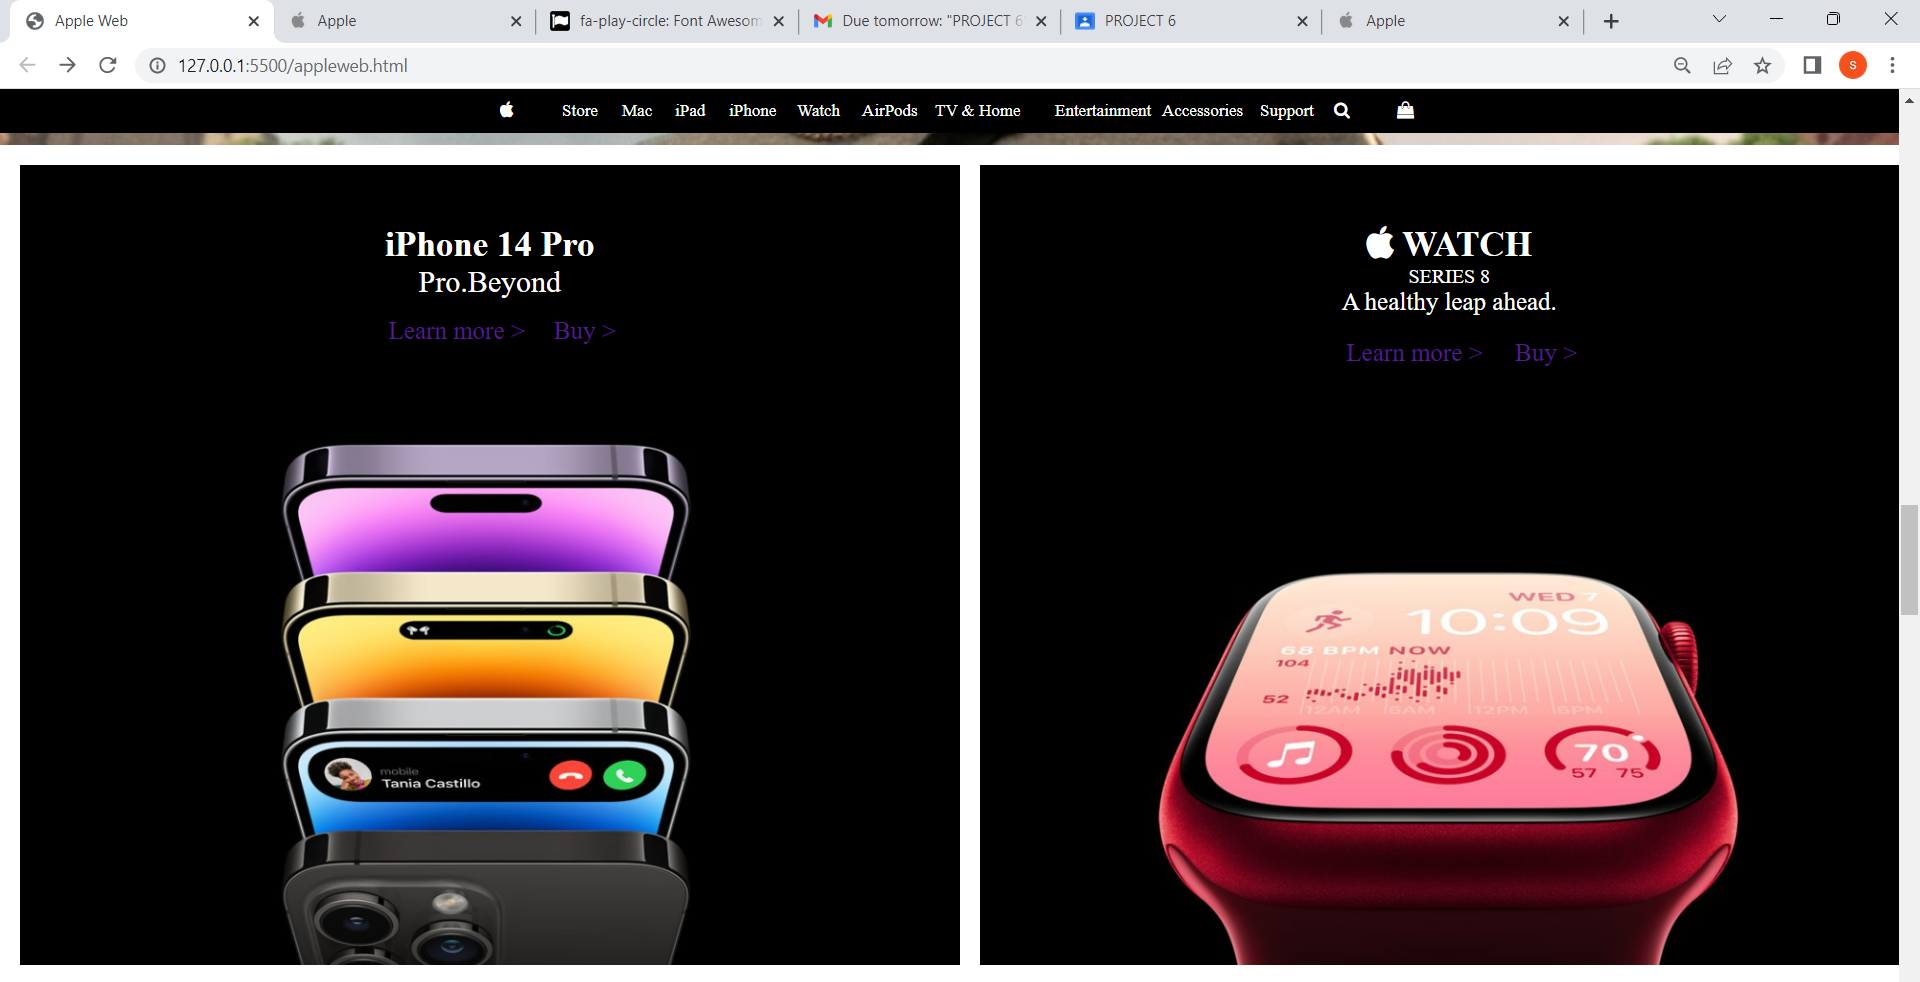 Apple Web
Apple
fa-play-circle: Font Awesom
Due tomorrow: "PROJECT 6
PROJECT 6
Apple
127.0.0.1:5500/appleweb.html
S
Store Mac iPad iPhone Watch AirPods TV & Home Entertainment Accessories Support
iPhone 14 Pro
Pro.Beyond
Learn more > Buy >
mobile
Tania Castillo
WATCH
SERIES 8
A healthy leap ahead.
Learn more > Buy >
WED 7
10:09
68 BPM NOW
104
52
12AM 6AM 12PM 6PM
70
57 75